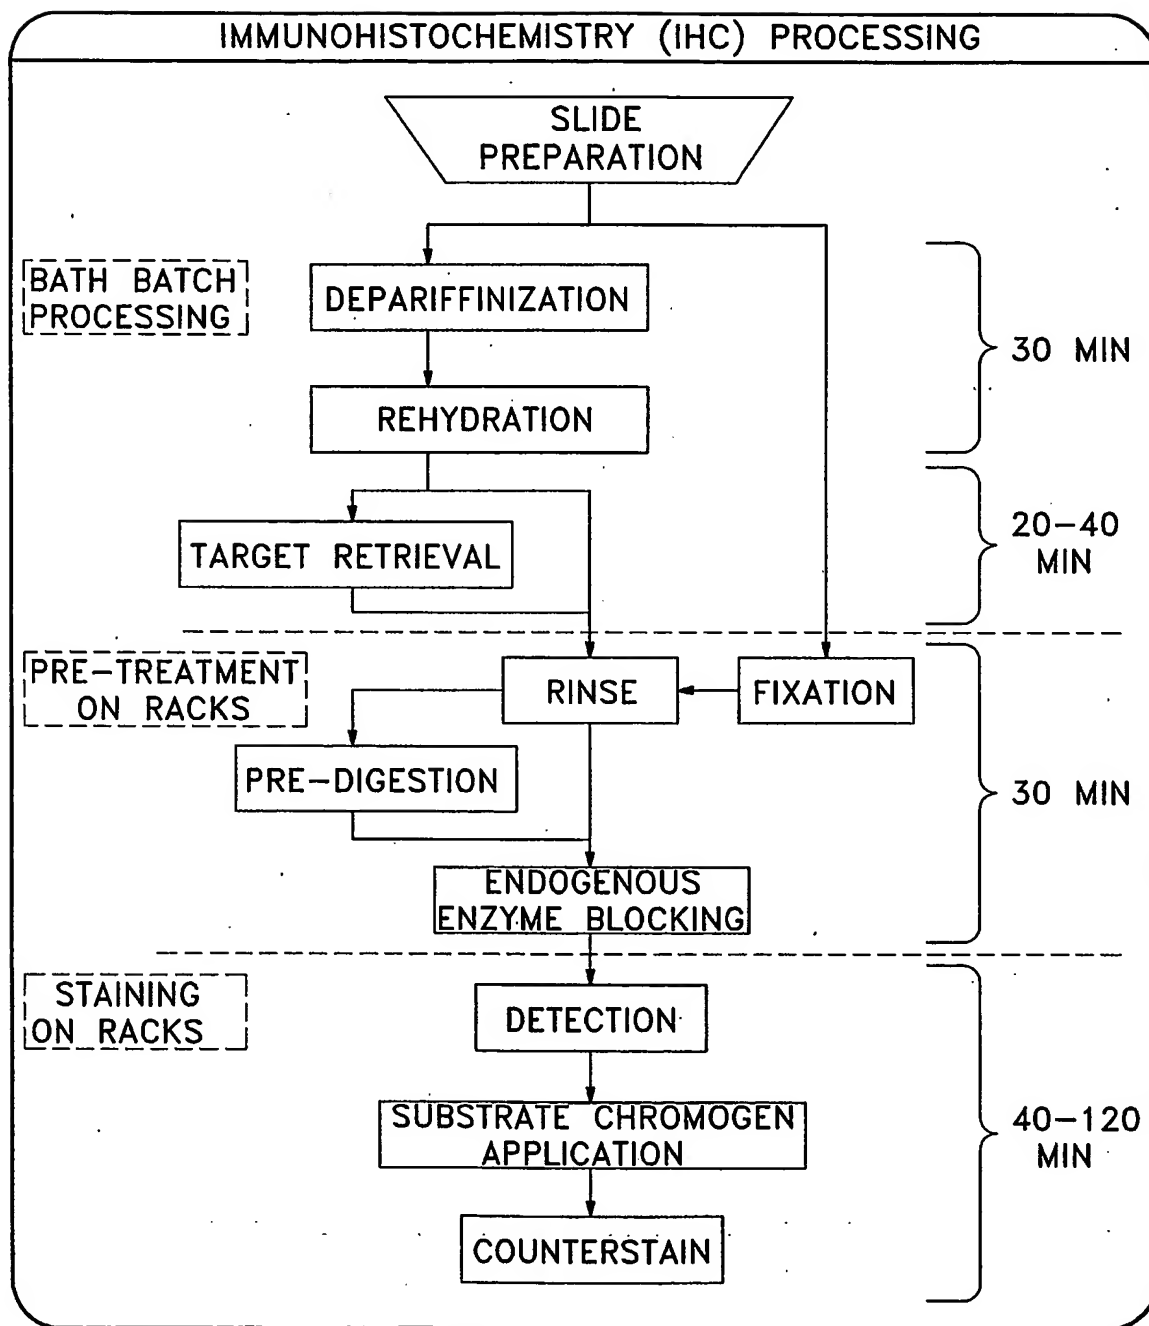 IMMUNOHISTOCHEMISTRY (IHC) PROCESSING
SLIDE
PREPARATION
BATH BATCH
PROCESSING
DEPARIFFINIZATION
30 MIN
REHYDRATION
TARGET RETRIEVAL
20-40
MIN
PRE-TREATMENT
ON RACKS
RINSE
FIXATION
PRE-DIGESTION
30 MIN
ENDOGENOUS
ENZYME BLOCKING
STAINING
ON RACKS
DETECTION
SUBSTRATE CHROMOGEN
APPLICATION
40-120
MIN
COUNTERSTAIN